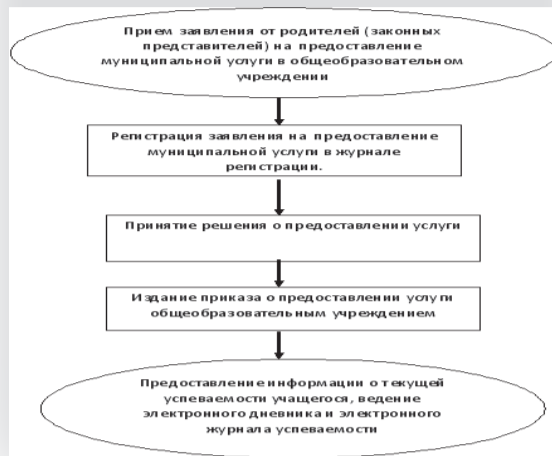 Прием заявления от родителей (законных
представителей) на предоставление
муниципальной услуги в общеобразовательном
учреждении
Регистрация заявления на предоставление
муниципальной услуги в журнале
регистрации.
Принятие решения о предоставлении услуги
Издание приказа о предоставлении услуги
общеобразовательным учреждением
Предоставление информации о текущей
успеваемости учащегося, ведение
электронного дневника и электронного
журнала успеваемости